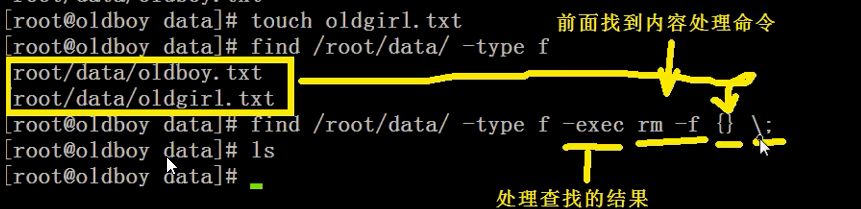 [root@oldboy data]# touch oldgirl.txt
[root@oldboy data]# find /root/data/ -type f
前面找到内容处理命令
root/data/oldboy.txt
root/data/oldgirl.txt
[root@oldboy data]# find /root/data/ -type f -exec rm -f {} \;
[root@oldboy data]# ls
[root@oldboy data]#
处理查找的结果